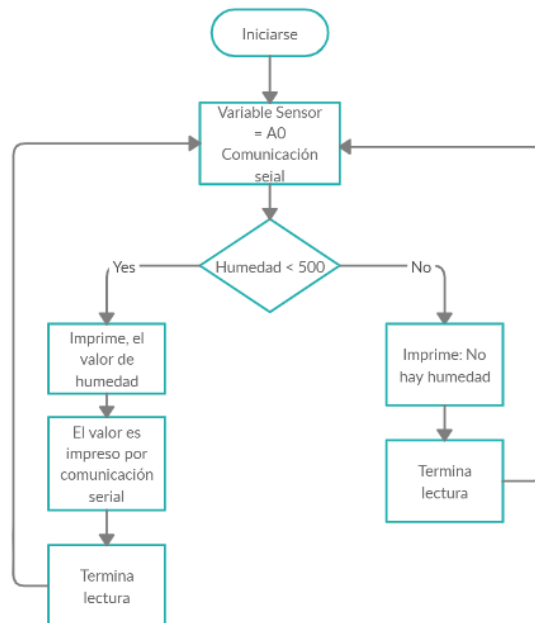 Iniciarse
Variable Sensor
= A0
Comunicación
sejal
Humedad < 500
Yes
No
Imprime, el
valor de
humedad
Imprime: No
hay humedad
El valor es
impreso por
comunicación
serial
Termina
lectura
Termina
lectura